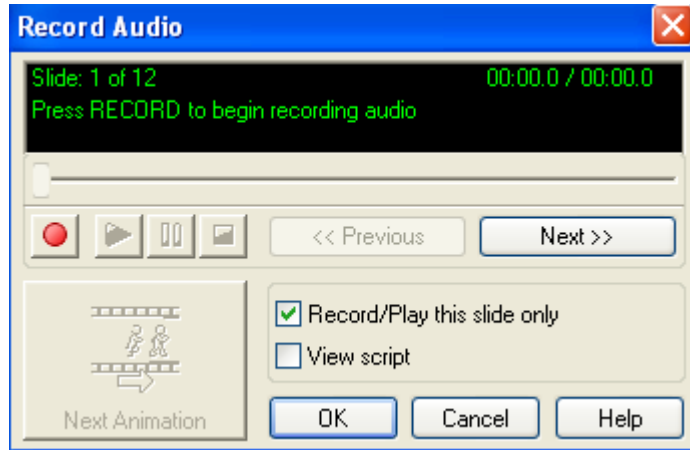 Record Audio
Slide: 1 of 12 00:00.0 / 00:00.0
Press RECORD to begin recording audio
<< Previous Next >>
Record/Play this slide only
View script
Next Animation OK Cancel Help